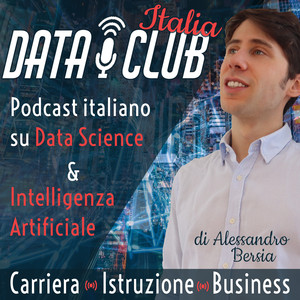 Italia
DATA CLUB
Podcast italiano
su Data Science
&
Intelligenza
Artificiale
di Alessandro
Bersia
Carriera Istruzione Business